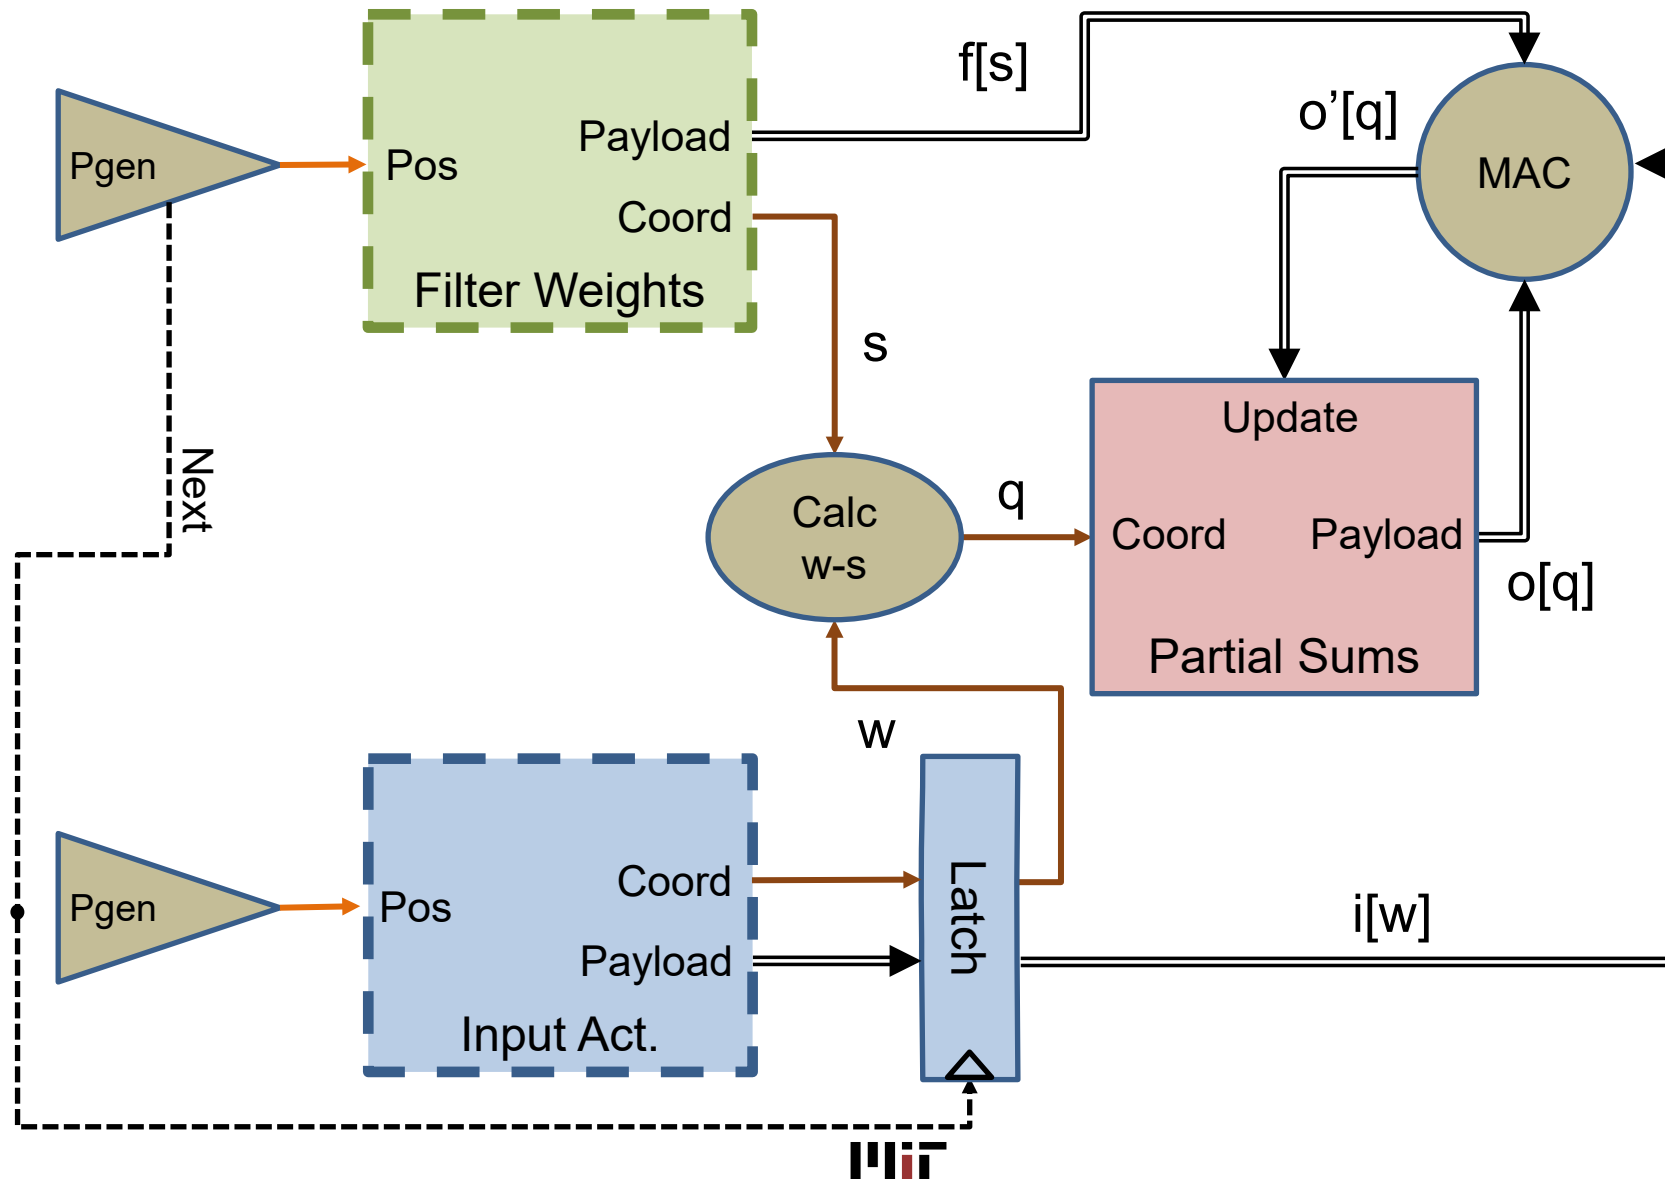 f[s]
o’[q]
Pgen
Pos
Payload
Coord
Filter Weights
MAC
s
Next
Update
Calc
w-s
q
Coord
Payload
o[q]
Partial Sums
w
Pgen
Pos
Coord
Payload
Input Act.
Latch
i[w]
MIT